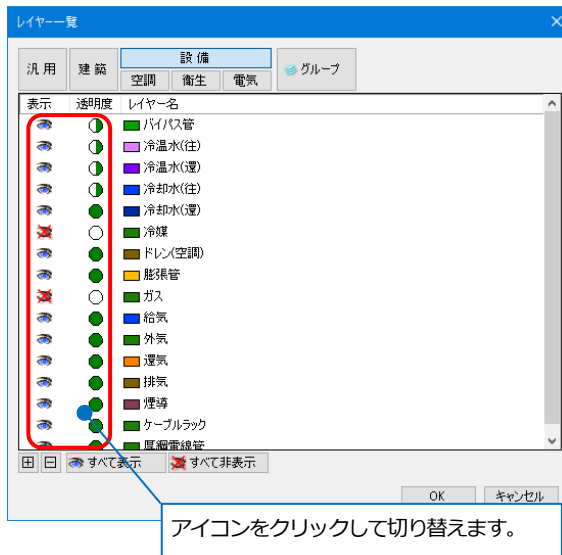 レイヤー一覧
汎用 建築 設備 グループ
空調 衛生 電気
表示 透明度 レイヤー名
バイパス管
冷温水(往)
冷温水(還)
冷却水(往)
冷却水(還)
冷媒
ドレン(空調)
膨張管
ガス
給気
外気
還気
排気
煙導
ケーブルラック
厚鋼電線管
すべて表示 すべて非表示
OK キャンセル
アイコンをクリックして切り替えます。